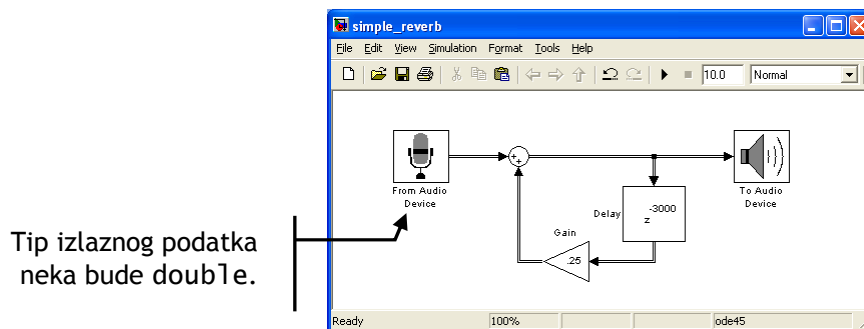 simple_reverb
File Edit View Simulation Format Tools Help
10.0 Normal
From Audio
Device
To Audio
Device
-3000
z
Delay
Gain
.25
Tip izlaznog podatka
neka bude double.
Ready 100% ode45